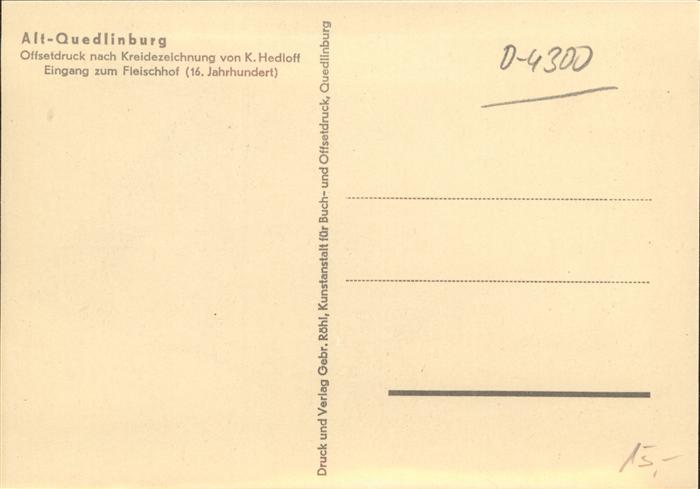 Alt-Quedlinburg
Offsetdruck nach Kreidezeichnung von K. Hedloff
Eingang zum Fleischhof (16. Jahrhundert)
Druck und Verlag Gebr. Röhl, Kunstanstalt für Buch- und Offsetdruck, Quedlinburg
D-4300
15,-